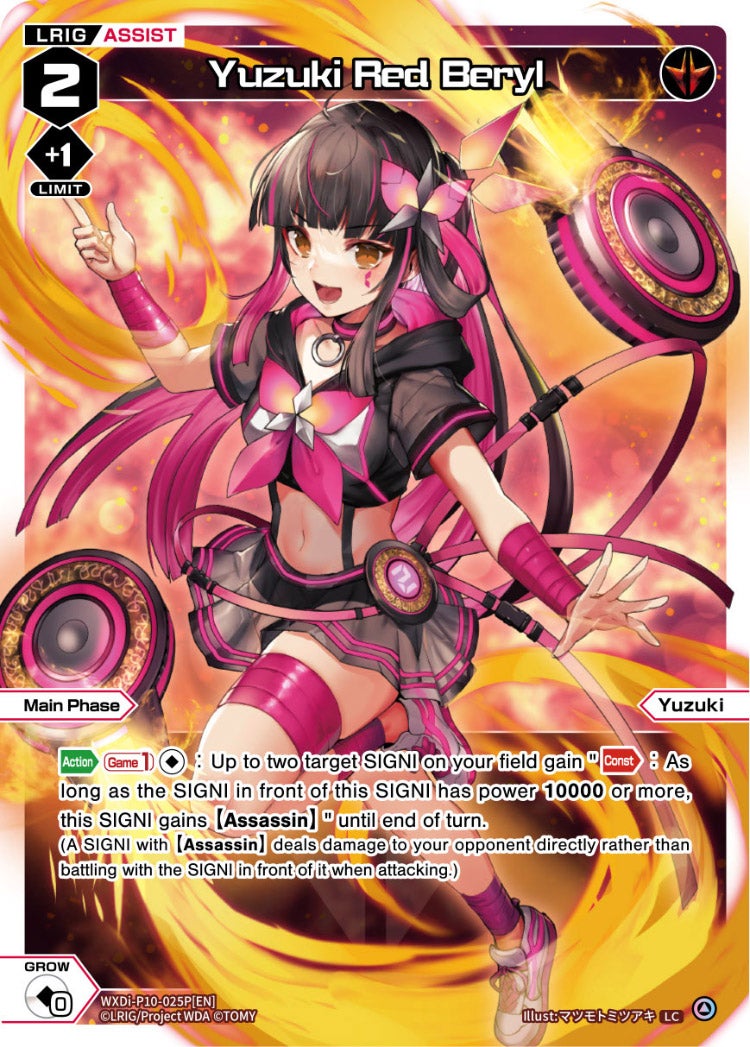 LRIG ASSIST
2
Yuzuki Red Beryl
+1
LIMIT
Main Phase
Yuzuki
Action Game 1 : Up to two target SIGNI on your field gain " Const : As
long as the SIGNI in front of this SIGNI has power 10000 or more,
this SIGNI gains 【Assassin】 " until end of turn.
(A SIGNI with 【Assassin】 deals damage to your opponent directly rather than
battling with the SIGNI in front of it when attacking.)
GROW
0
WXDi-P10-025P[EN]
©LRIG/Project WDA ©TOMY
Illust:マツモトミツアキ LC